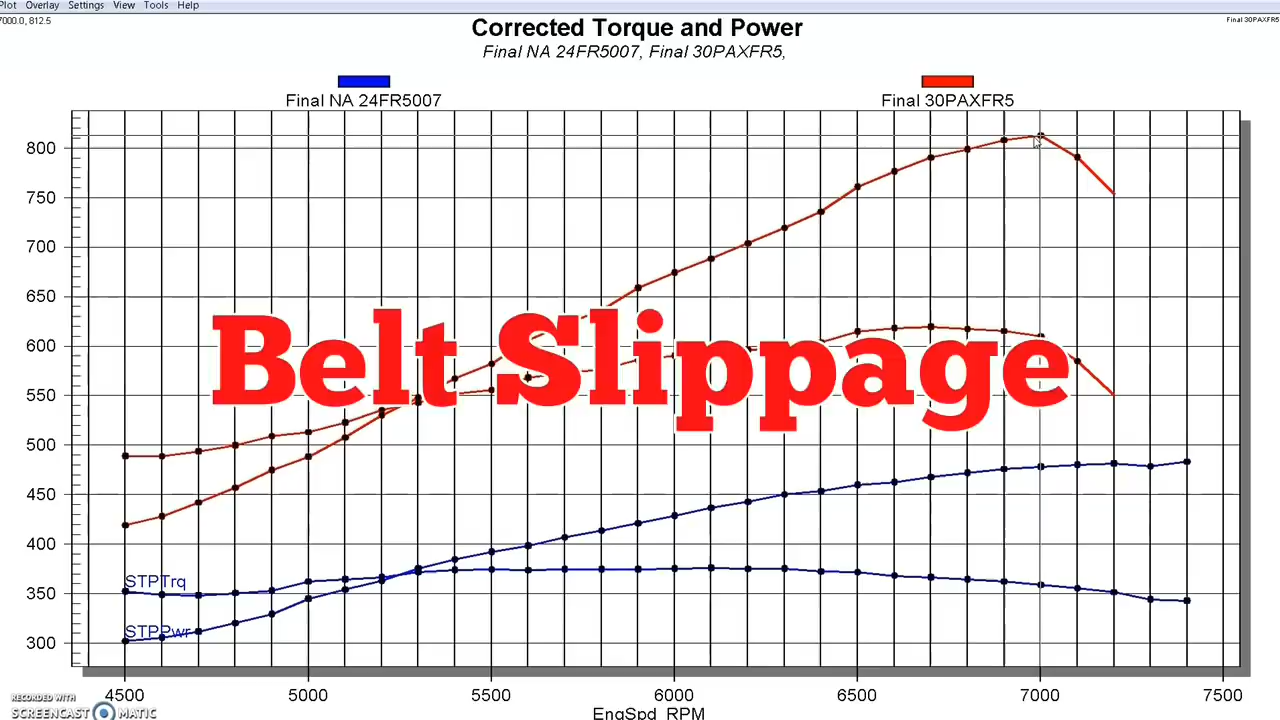 Plot Overlay Settings View Tools Help
7000.0, 812.5
Final 30PAXFR5
Corrected Torque and Power
Final NA 24FR5007, Final 30PAXFR5,
Final NA 24FR5007
Final 30PAXFR5
800
750
700
650
600
550
500
450
400
350
300
Belt Slippage
STPTrq
STPPwr
4500 5000 5500 6000 6500 7000 7500
EngSpd RPM
RECORDED WITH
SCREENCAST MATIC